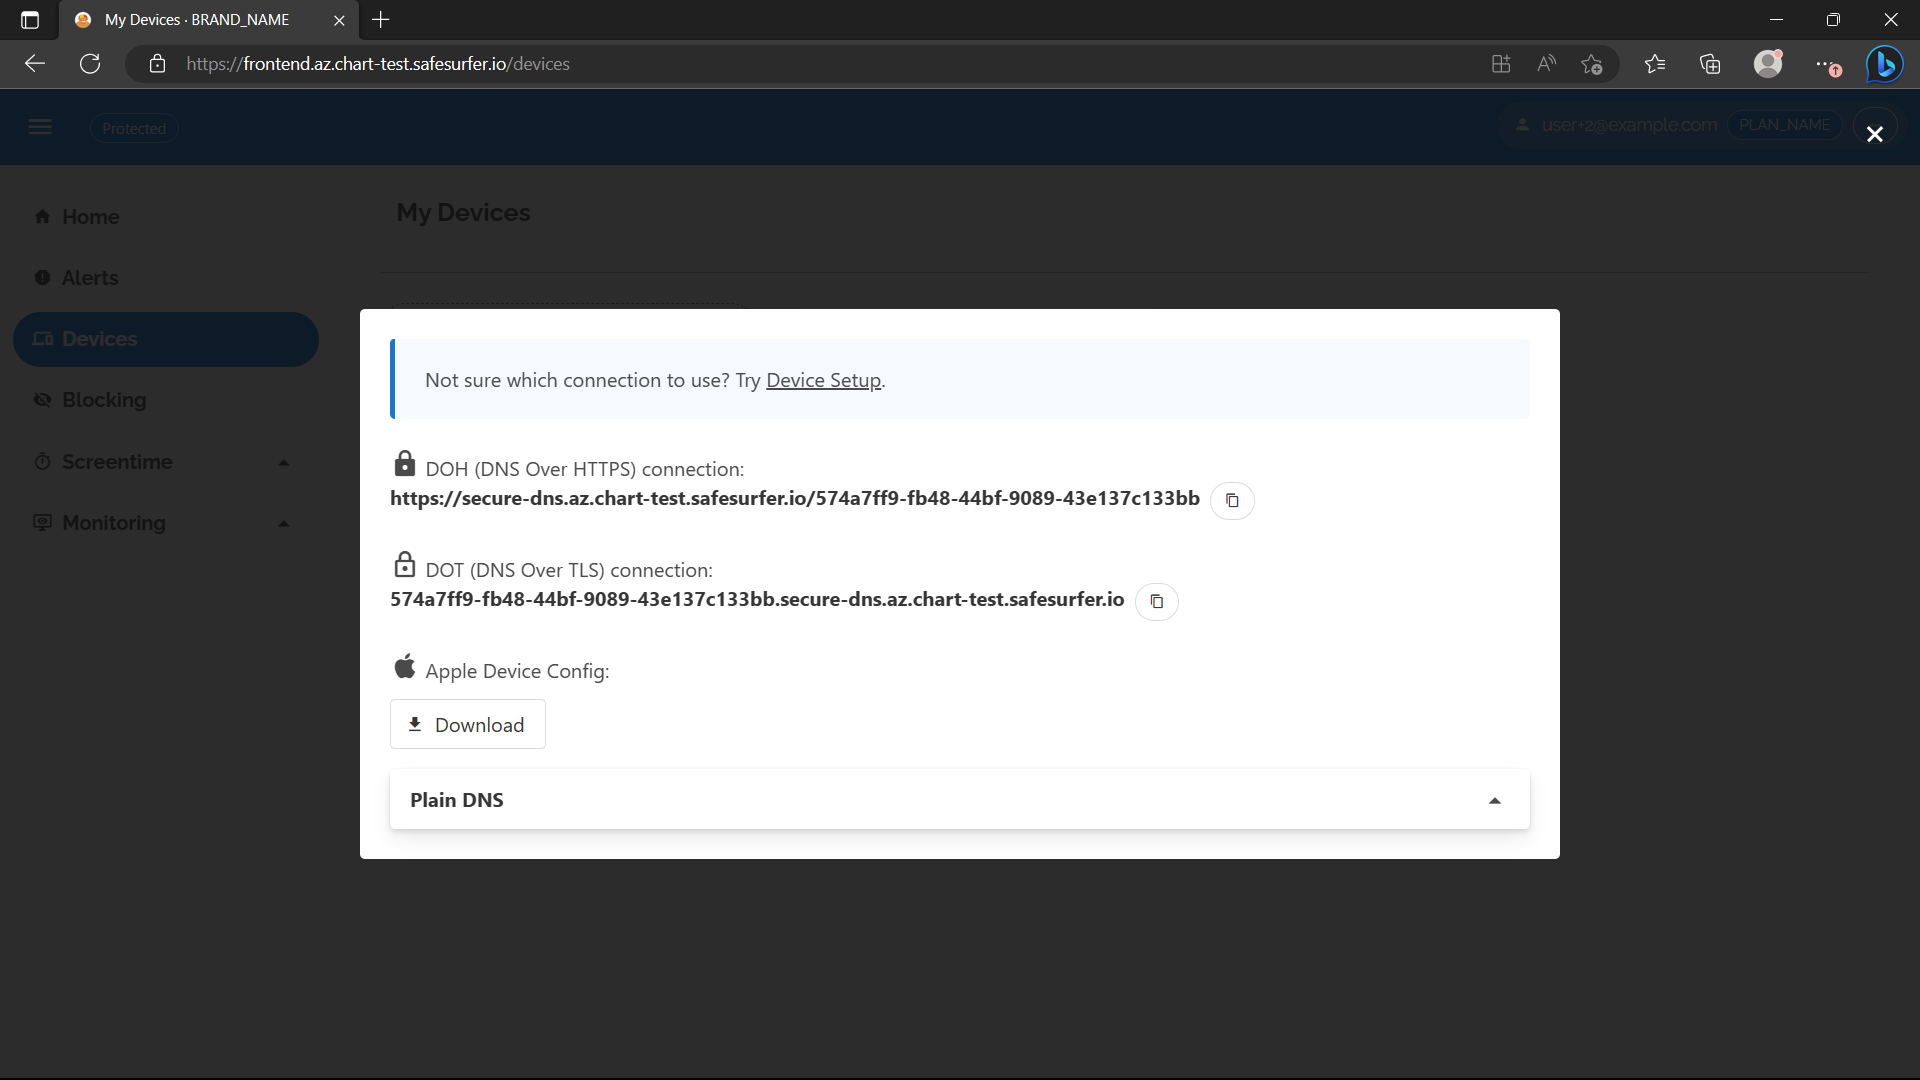 My Devices · BRAND_NAME
https://frontend.az.chart-test.safesurfer.io/devices
Protected
user+2@example.com PLAN_NAME
Home
My Devices
Alerts
Devices
Blocking
Screentime
Monitoring
Not sure which connection to use? Try Device Setup.
DOH (DNS Over HTTPS) connection:
https://secure-dns.az.chart-test.safesurfer.io/574a7ff9-fb48-44bf-9089-43e137c133bb
DOT (DNS Over TLS) connection:
574a7ff9-fb48-44bf-9089-43e137c133bb.secure-dns.az.chart-test.safesurfer.io
Apple Device Config:
Download
Plain DNS